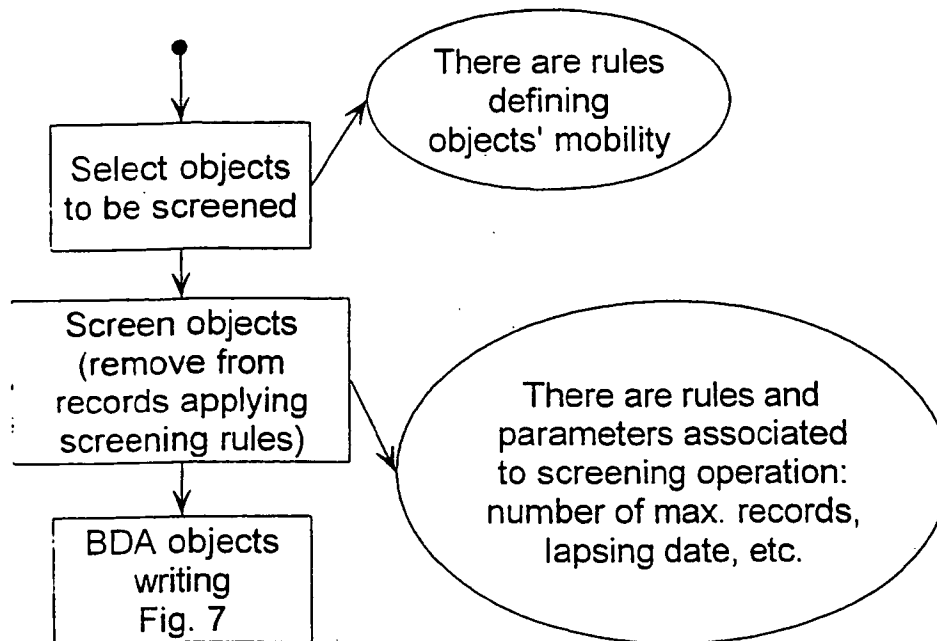 There are rules
defining
objects' mobility
Select objects
to be screened
Screen objects
(remove from
records applying
screening rules)
There are rules and
parameters associated
to screening operation:
number of max. records,
lapsing date, etc.
BDA objects
writing
Fig. 7